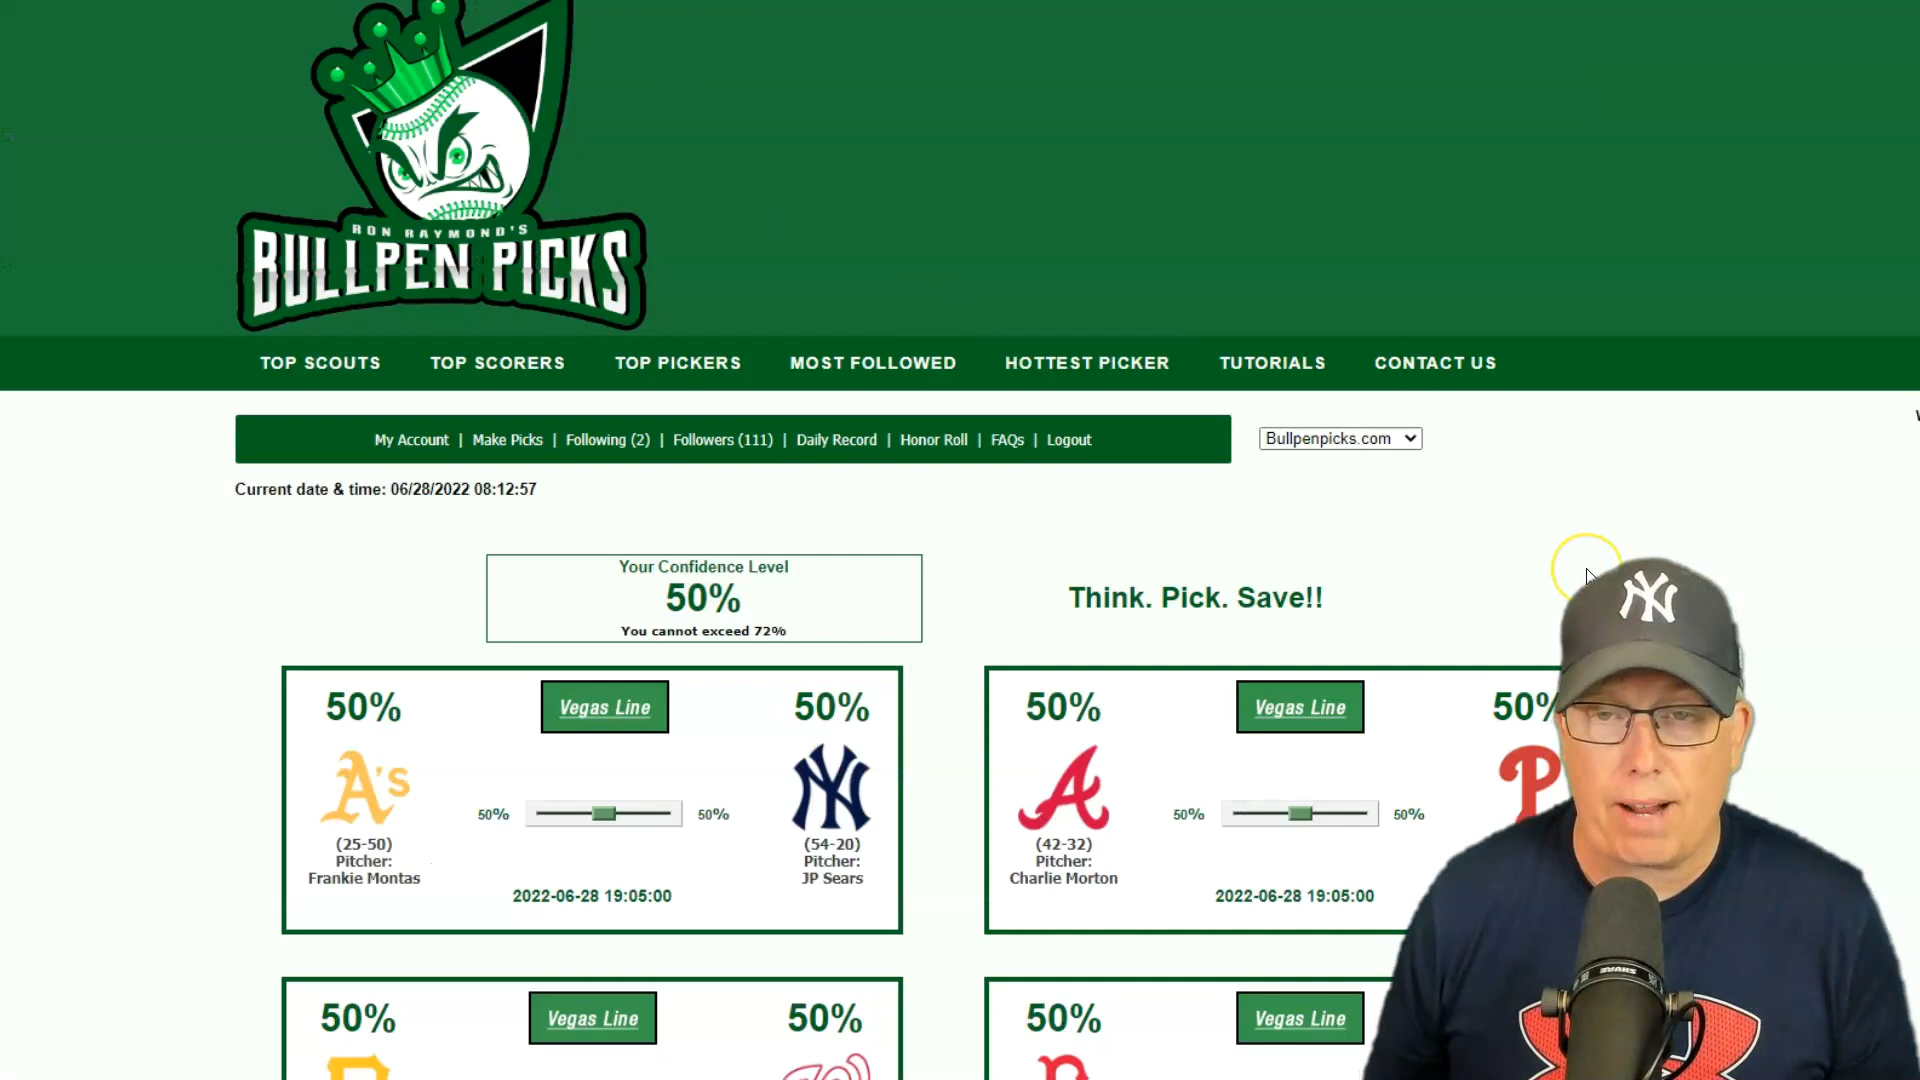 RON RAYMOND'S
BULLPEN PICKS
TOP SCOUTS TOP SCORERS TOP PICKERS MOST FOLLOWED HOTTEST PICKER TUTORIALS CONTACT US
My Account | Make Picks | Following (2) | Followers (111) | Daily Record | Honor Roll | FAQs | Logout
Bullpenpicks.com
Current date & time: 06/28/2022 08:12:57
Your Confidence Level
50%
You cannot exceed 72%
Think. Pick. Save!!
50% Vegas Line 50%
A's 50% 50% NY
(25-50) (54-20)
Pitcher: Pitcher:
Frankie Montas JP Sears
2022-06-28 19:05:00
50% Vegas Line 50%
A 50% 50% P
(42-32)
Pitcher:
Charlie Morton
2022-06-28 19:05:00
50% Vegas Line 50%
50% Vegas Line
NY
SHURE